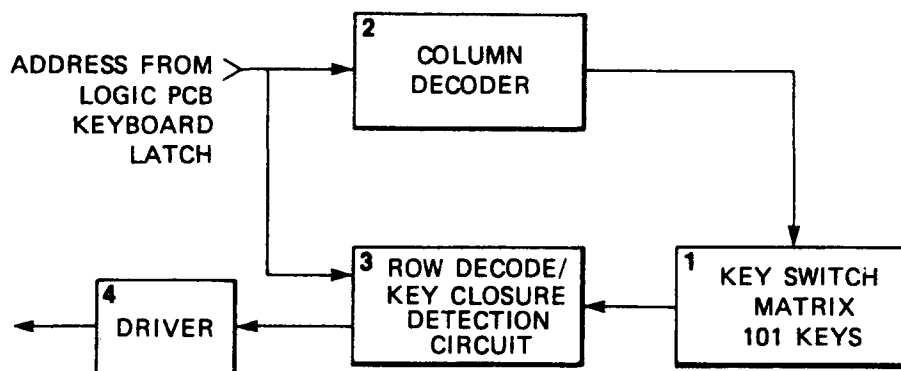 ADDRESS FROM
LOGIC PCB
KEYBOARD
LATCH
2
COLUMN
DECODER
1
KEY SWITCH
MATRIX
101 KEYS
3
ROW DECODE/
KEY CLOSURE
DETECTION
CIRCUIT
4
DRIVER